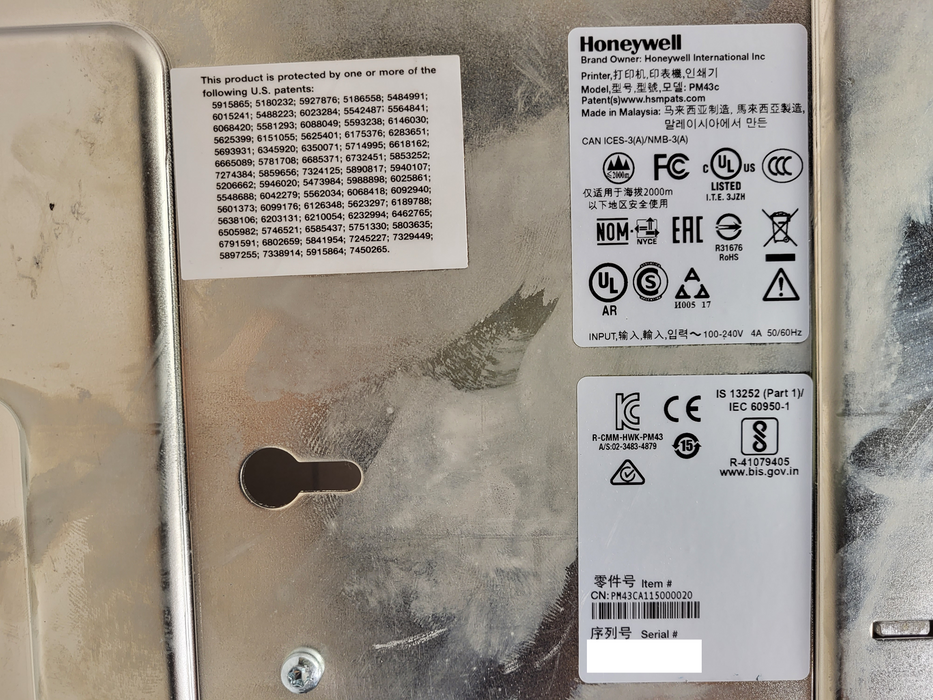 This product is protected by one or more of the
following U.S. patents:
5915865; 5180232; 5927876; 5186558; 5484991;
6015241; 5488223; 6023284; 5542487; 5564841;
6068420; 5581293; 6088049; 5593238; 6146030;
5625399; 6151055; 5625401; 6175376; 6283651;
5693931; 6345920; 6350071; 5714995; 6618162;
6665089; 5781708; 6685371; 6732451; 5853252;
7274384; 5859656; 7324125; 5890817; 5940107;
5206662; 5946020; 5473984; 5988898; 6025861;
5548688; 6042279; 5562034; 6068418; 6092940;
5601373; 6099176; 6126348; 5623297; 6189788;
5638106; 6203131; 6210054; 6232994; 6462765;
6505982; 5746521; 6585437; 5751330; 5803635;
6791591; 6802659; 5841954; 7245227; 7329449;
5897255; 7338914; 5915864; 7450265.
Honeywell
Brand Owner: Honeywell International Inc
Printer,打印机,印表機,인쇄기
Model,型号,型號,모델: PM43c
Patent(s)www.hsmpats.com
Made in Malaysia: 马来西亚制造, 馬來西亞製造,
말레이시아에서 만든
CAN ICES-3(A)/NMB-3(A)
≤2000m
FC
c UL US
CCC
LISTED
I.T.E. 3JZH
仅适用于海拔2000m
以下地区安全使用
NOM
NYCE
EAC
R31676
RoHS
UL
S
AR
И005 17
INPUT,输入,輸入,입력~100-240V 4A 50/60Hz
KC
CE
IS 13252 (Part 1)/
IEC 60950-1
R-CMM-HWK-PM43
A/S:02-3483-4879
15
R-41079405
www.bis.gov.in
零件号 Item #
CN:PM43CA115000020
序列号 Serial #